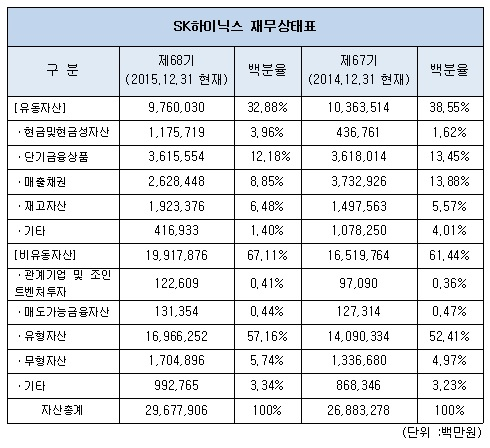 SK하이닉스 재무상태표
구 분 제68기 (2015.12.31 현재) 백분율 제67기 (2014.12.31 현재) 백분율
[유동자산] 9,760,030 32.88% 10,363,514 38.55%
·현금및현금성자산 1,175,719 3.96% 436,761 1.62%
·단기금융상품 3,615,554 12.18% 3,618,014 13.45%
·매출채권 2,628,448 8.85% 3,732,926 13.88%
·재고자산 1,923,376 6.48% 1,497,563 5.57%
·기타 416,933 1.40% 1,078,250 4.01%
[비유동자산] 19,917,876 67.11% 16,519,764 61.44%
·관계기업 및 조인트벤처투자 122,609 0.41% 97,090 0.36%
·매도가능금융자산 131,354 0.44% 127,314 0.47%
·유형자산 16,966,252 57.16% 14,090,334 52.41%
·무형자산 1,704,896 5.74% 1,336,680 4.97%
·기타 992,765 3.34% 868,346 3.23%
자산총계 29,677,906 100% 26,883,278 100%
(단위 :백만원)